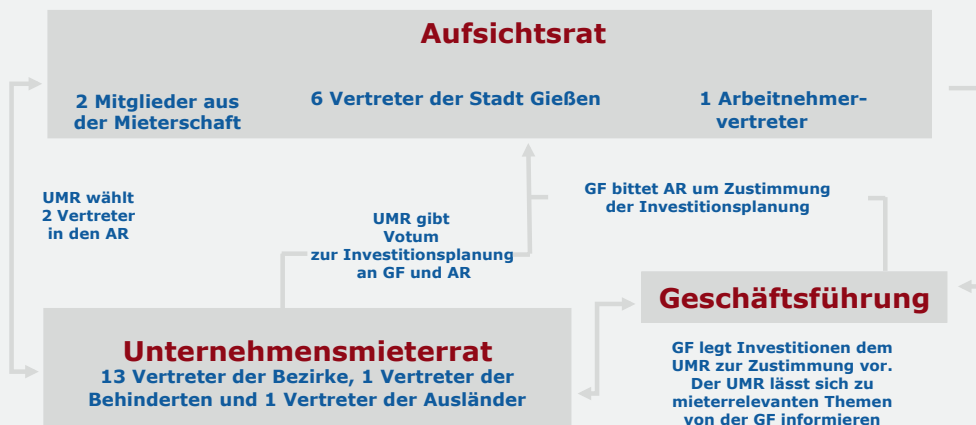 Aufsichtsrat
2 Mitglieder aus
der Mieterschaft
6 Vertreter der Stadt Gießen
1 Arbeitnehmer-
vertreter
UMR wählt
2 Vertreter
in den AR
UMR gibt
Votum
zur Investitionsplanung
an GF und AR
GF bittet AR um Zustimmung
der Investitionsplanung
Geschäftsführung
Unternehmensmieterrat
13 Vertreter der Bezirke, 1 Vertreter der
Behinderten und 1 Vertreter der Ausländer
GF legt Investitionen dem
UMR zur Zustimmung vor.
Der UMR lässt sich zu
mieterrelevanten Themen
von der GF informieren